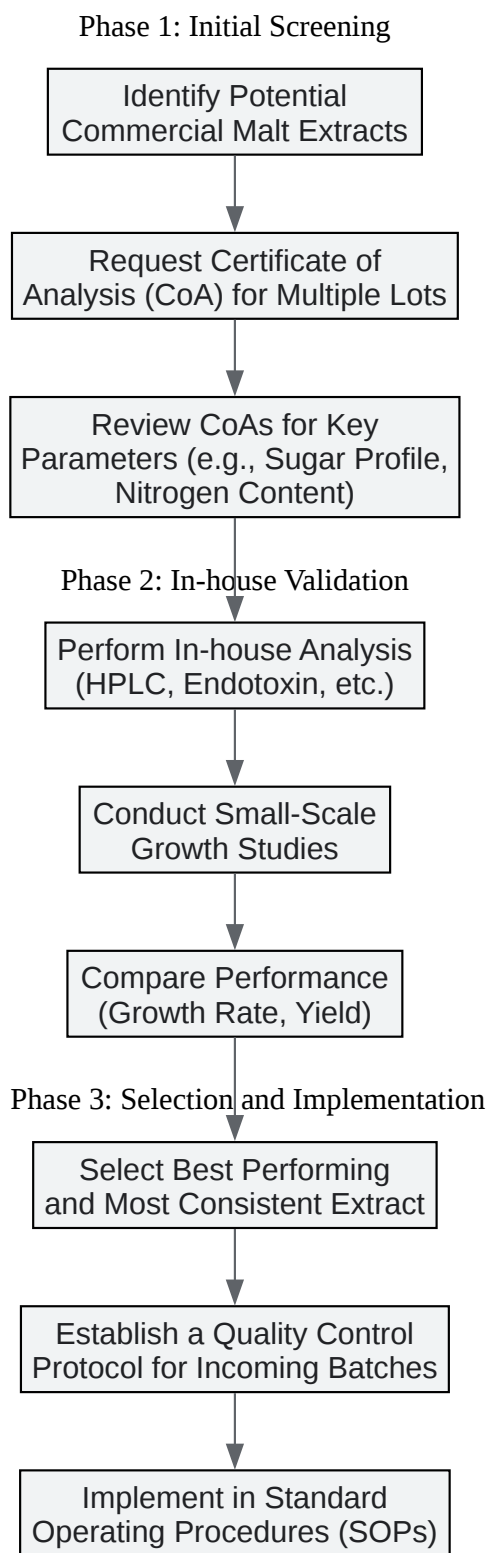 Phase 1: Initial Screening
Identify Potential
Commercial Malt Extracts
Request Certificate of
Analysis (CoA) for Multiple Lots
Review CoAs for Key
Parameters (e.g., Sugar Profile,
Nitrogen Content)
Phase 2: In-house Validation
Perform In-house Analysis
(HPLC, Endotoxin, etc.)
Conduct Small-Scale
Growth Studies
Compare Performance
(Growth Rate, Yield)
Phase 3: Selection and Implementation
Select Best Performing
and Most Consistent Extract
Establish a Quality Control
Protocol for Incoming Batches
Implement in Standard
Operating Procedures (SOPs)